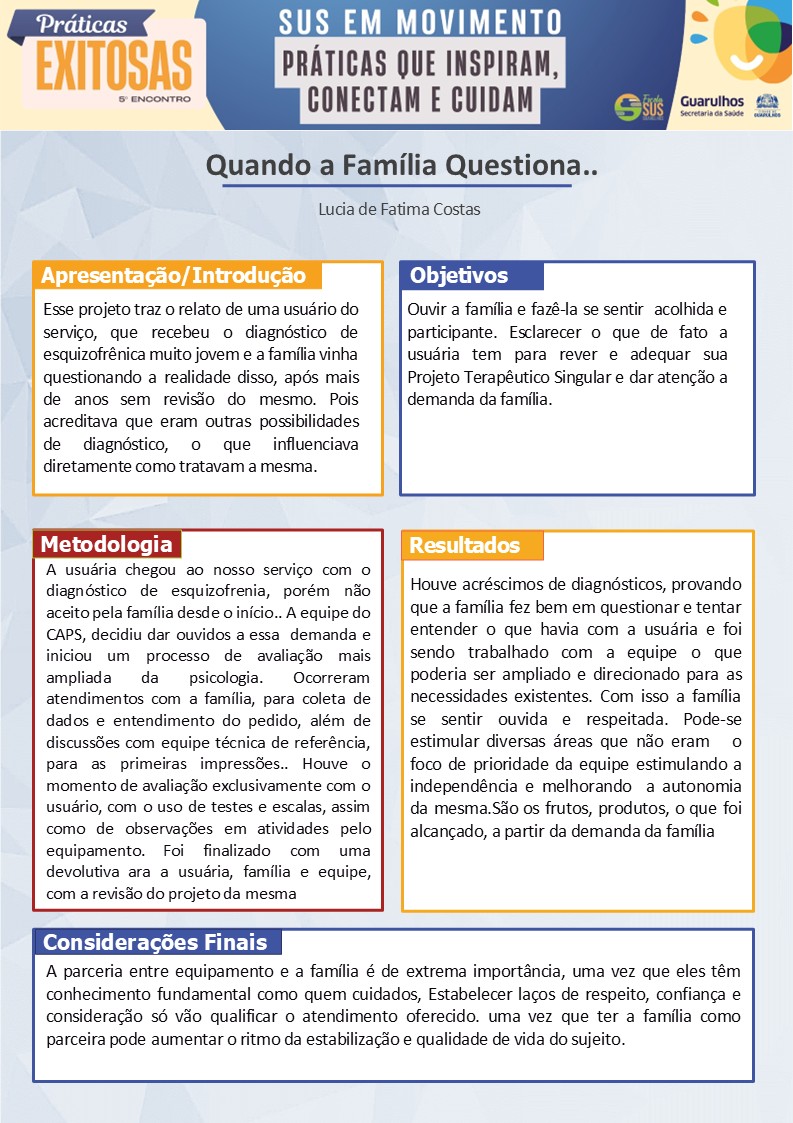 Práticas
EXITOSAS
5º ENCONTRO
SUS EM MOVIMENTO
PRÁTICAS QUE INSPIRAM,
CONECTAM E CUIDAM
Escola
SUS
Guarulhos
Secretaria da Saúde
GUARULHOS
Quando a Família Questiona..
Lucia de Fatima Costas
Apresentação/Introdução
Esse projeto traz o relato de uma usuário do
serviço, que recebeu o diagnóstico de
esquizofrênica muito jovem e a família vinha
questionando a realidade disso, após mais
de anos sem revisão do mesmo. Pois
acreditava que eram outras possibilidades
de diagnóstico, o que influenciava
diretamente como tratavam a mesma.
Objetivos
Ouvir a família e fazê-la se sentir acolhida e
participante. Esclarecer o que de fato a
usuária tem para rever e adequar sua
Projeto Terapêutico Singular e dar atenção a
demanda da família.
Metodologia
A usuária chegou ao nosso serviço com o
diagnóstico de esquizofrenia, porém não
aceito pela família desde o início.. A equipe do
CAPS, decidiu dar ouvidos a essa demanda e
iniciou um processo de avaliação mais
ampliada da psicologia. Ocorreram
atendimentos com a família, para coleta de
dados e entendimento do pedido, além de
discussões com equipe técnica de referência,
para as primeiras impressões.. Houve o
momento de avaliação exclusivamente com o
usuário, com o uso de testes e escalas, assim
como de observações em atividades pelo
equipamento. Foi finalizado com uma
devolutiva ara a usuária, família e equipe,
com a revisão do projeto da mesma
Resultados
Houve acréscimos de diagnósticos, provando
que a família fez bem em questionar e tentar
entender o que havia com a usuária e foi
sendo trabalhado com a equipe o que
poderia ser ampliado e direcionado para as
necessidades existentes. Com isso a família
se sentir ouvida e respeitada. Pode-se
estimular diversas áreas que não eram o
foco de prioridade da equipe estimulando a
independência e melhorando a autonomia
da mesma.São os frutos, produtos, o que foi
alcançado, a partir da demanda da família
Considerações Finais
A parceria entre equipamento e a família é de extrema importância, uma vez que eles têm
conhecimento fundamental como quem cuidados, Estabelecer laços de respeito, confiança e
consideração só vão qualificar o atendimento oferecido. uma vez que ter a família como
parceira pode aumentar o ritmo da estabilização e qualidade de vida do sujeito.